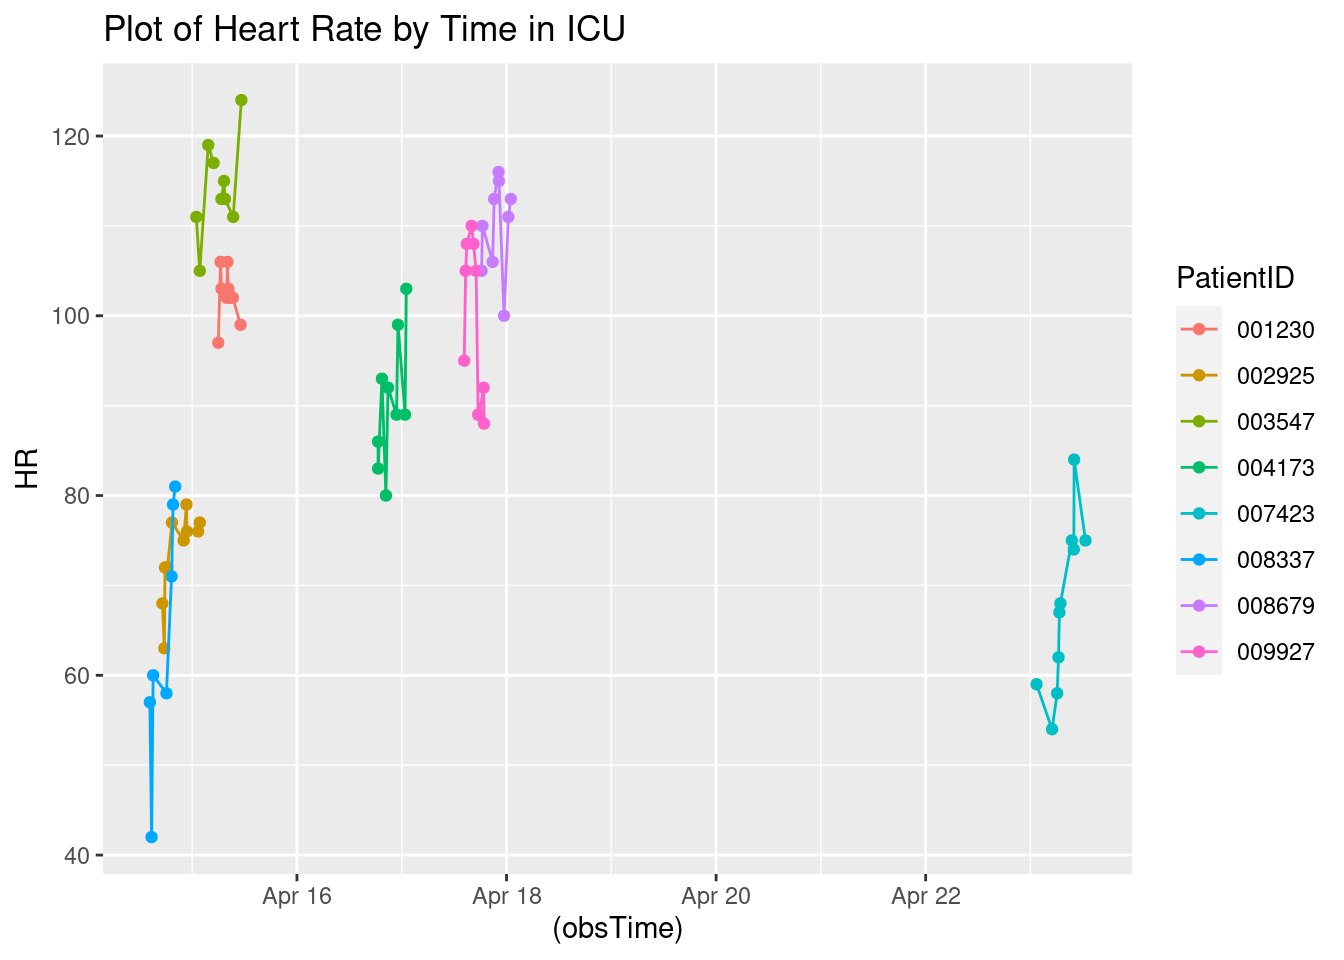 Plot of Heart Rate by Time in ICU
120
100
80
60
40
HR
Apr 16 Apr 18 Apr 20 Apr 22
(obsTime)
PatientID
001230
002925
003547
004173
007423
008337
008679
009927